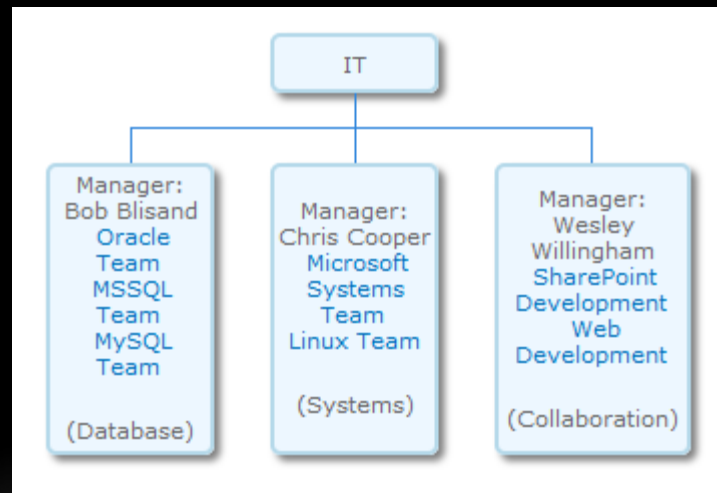 IT
Manager:
Bob Blisand
Oracle
Team
MSSQL
Team
MySQL
Team
(Database)
Manager:
Chris Cooper
Microsoft
Systems
Team
Linux Team
(Systems)
Manager:
Wesley
Willingham
SharePoint
Development
Web
Development
(Collaboration)